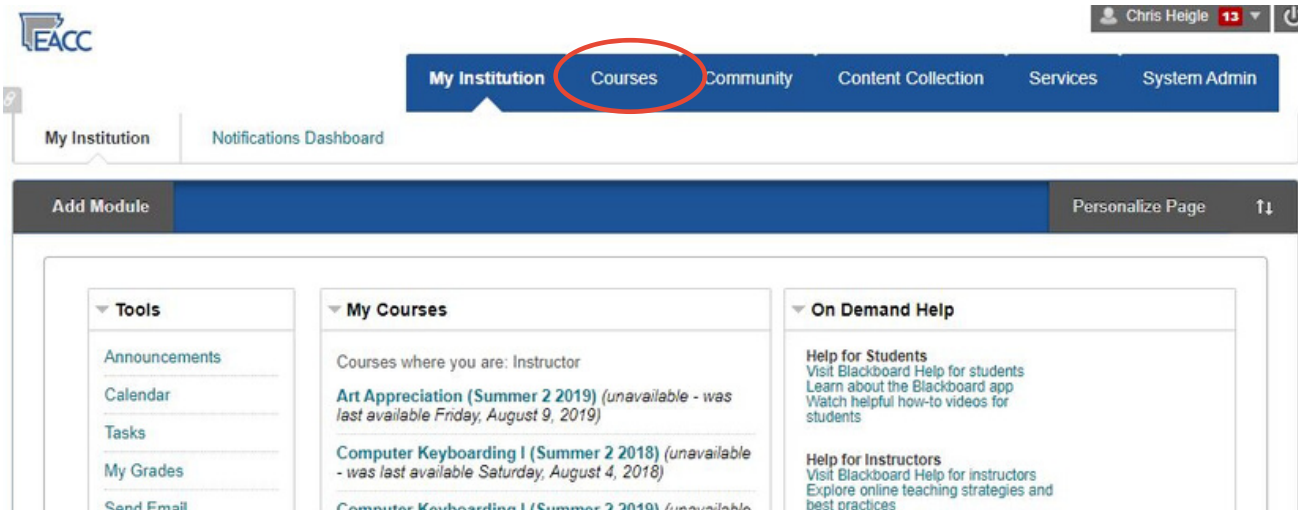 EACC
Chris Heigle 13
My Institution Courses Community Content Collection Services System Admin
My Institution Notifications Dashboard
Add Module Personalize Page
Tools
Announcements
Calendar
Tasks
My Grades
Send Email
My Courses
Courses where you are: Instructor
Art Appreciation (Summer 2 2019) (unavailable - was
last available Friday, August 9, 2019)
Computer Keyboarding I (Summer 2 2018) (unavailable
- was last available Saturday, August 4, 2018)
Computer Keyboarding I (Summer 2 2019) (unavailable
On Demand Help
Help for Students
Visit Blackboard Help for students
Learn about the Blackboard app
Watch helpful how-to videos for
students
Help for Instructors
Visit Blackboard Help for instructors
Explore online teaching strategies and
best practices